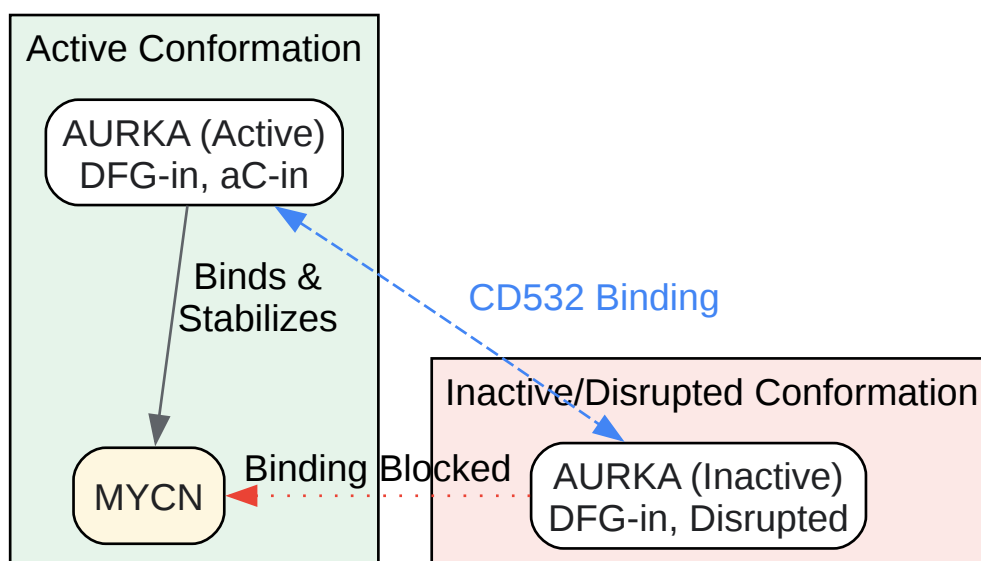 Active Conformation
AURKA (Active)
DFG-in, aC-in
Binds &
Stabilizes
CD532 Binding
Inactive/Disrupted Conformation
Binding Blocked
MYCN
AURKA (Inactive)
DFG-in, Disrupted